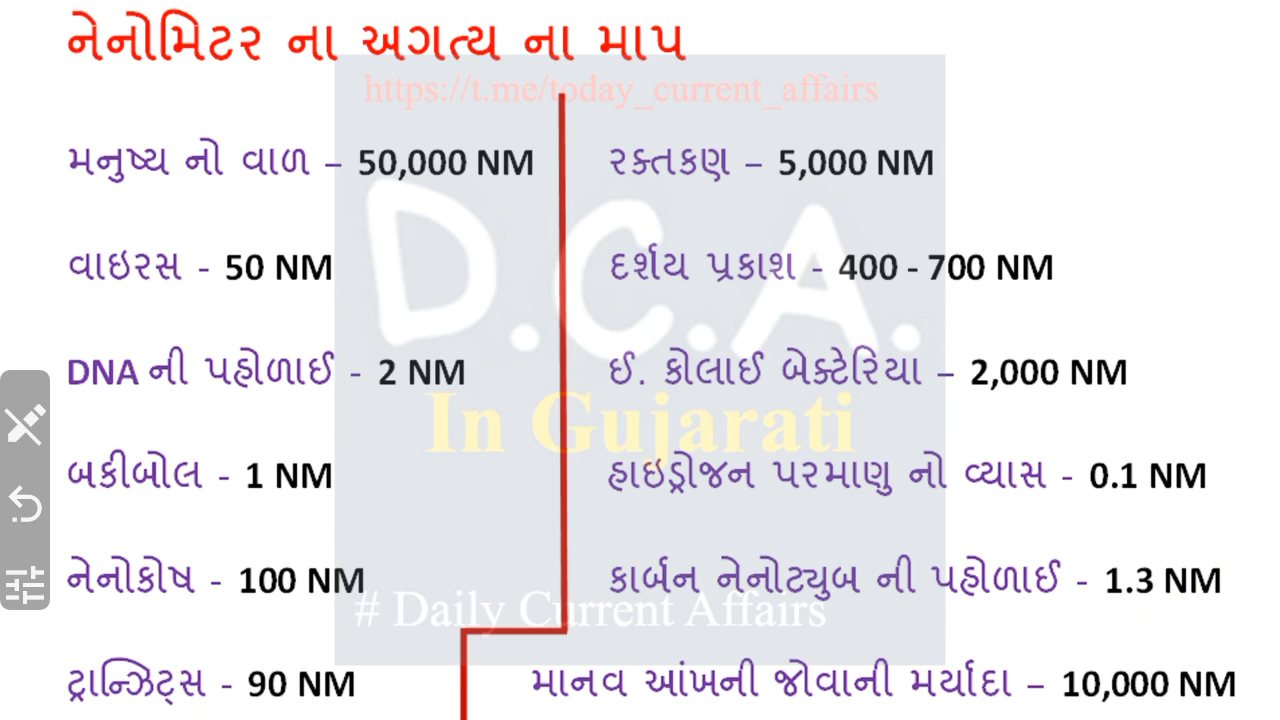 નેનોમિટર ના અગત્ય ના માપ
https://t.me/today_current_affairs
મનુષ્ય નો વાળ – 50,000 NM
વાઇરસ - 50 NM
DNA ની પહોળાઈ - 2 NM
બકીબોલ - 1 NM
નેનોકોષ - 100 NM
ટ્રાન્ઝિટ્સ - 90 NM
રક્તકણ – 5,000 NM
દર્શય પ્રકાશ - 400 - 700 NM
ઈ. કોલાઈ બેક્ટેરિયા – 2,000 NM
હાઇડ્રોજન પરમાણુ નો વ્યાસ - 0.1 NM
કાર્બન નેનોટ્યુબ ની પહોળાઈ - 1.3 NM
માનવ આંખની જોવાની મર્યાદા – 10,000 NM
D.C.A.
In Gujarati
# Daily Current Affairs